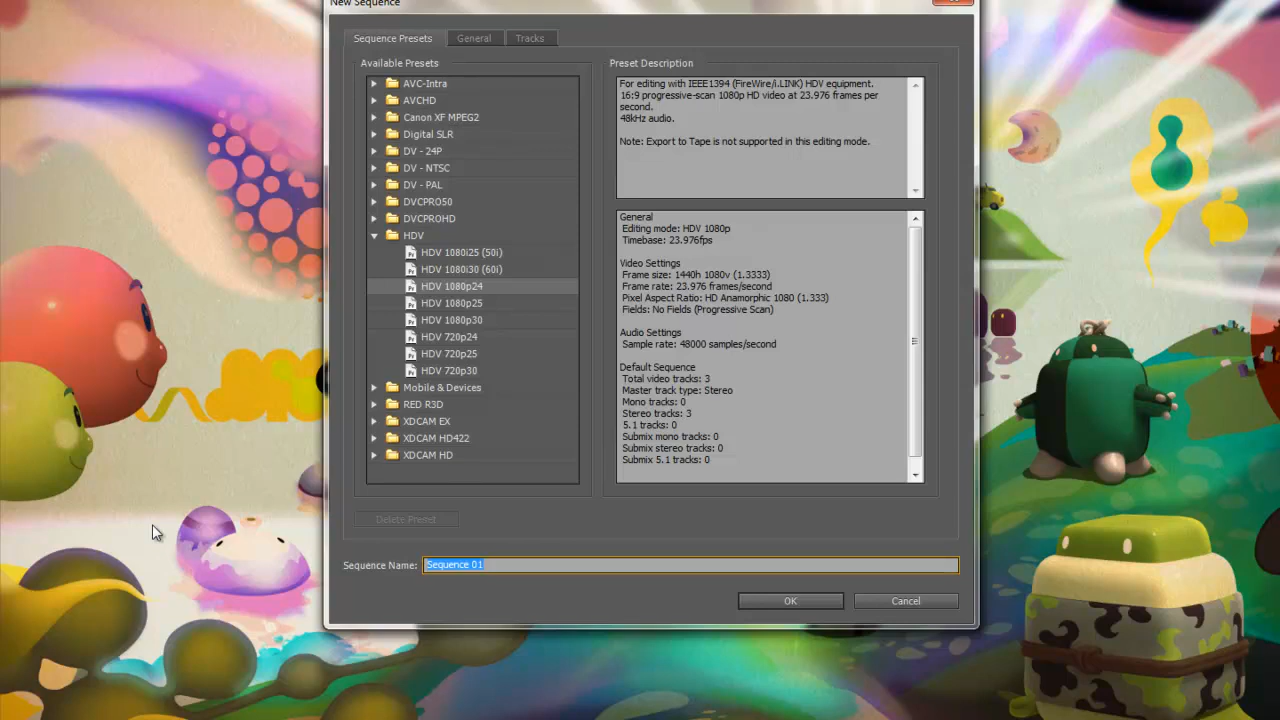 New Sequence
Sequence Presets
General
Tracks
Available Presets
AVC-Intra
AVCHD
Canon XF MPEG2
Digital SLR
DV - 24P
DV - NTSC
DV - PAL
DVCPRO50
DVCPROHD
HDV
HDV 1080i25 (50i)
HDV 1080i30 (60i)
HDV 1080p24
HDV 1080p25
HDV 1080p30
HDV 720p24
HDV 720p25
HDV 720p30
Mobile & Devices
RED R3D
XDCAM EX
XDCAM HD422
XDCAM HD
Preset Description
For editing with IEEE1394 (FireWire/i.LINK) HDV equipment.
16:9 progressive-scan 1080p HD video at 23.976 frames per
second.
48kHz audio.
Note: Export to Tape is not supported in this editing mode.
General
Editing mode: HDV 1080p
Timebase: 23.976fps
Video Settings
Frame size: 1440h 1080v (1.3333)
Frame rate: 23.976 frames/second
Pixel Aspect Ratio: HD Anamorphic 1080 (1.333)
Fields: No Fields (Progressive Scan)
Audio Settings
Sample rate: 48000 samples/second
Default Sequence
Total video tracks: 3
Master track type: Stereo
Mono tracks: 0
Stereo tracks: 3
5.1 tracks: 0
Submix mono tracks: 0
Submix stereo tracks: 0
Submix 5.1 tracks: 0
Delete Preset
Sequence Name: Sequence 01
OK
Cancel